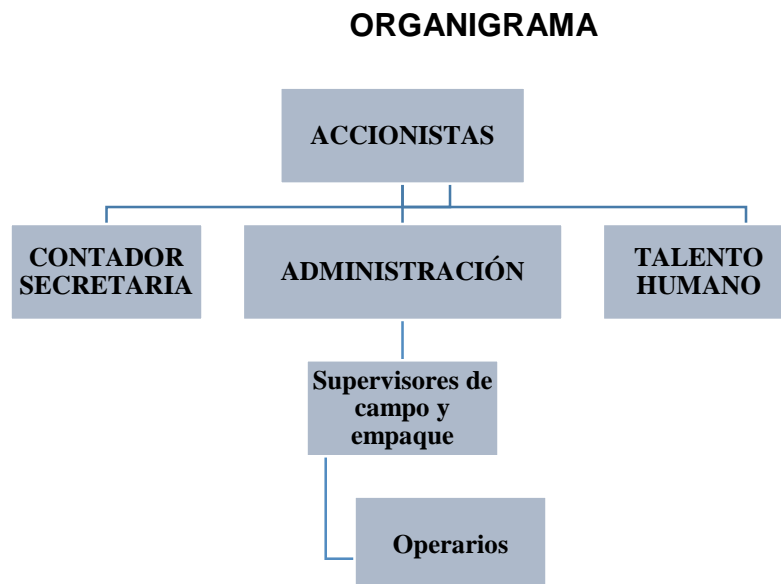 ORGANIGRAMA
ACCIONISTAS
CONTADOR
SECRETARIA
ADMINISTRACIÓN
TALENTO
HUMANO
Supervisores de
campo y
empaque
Operarios